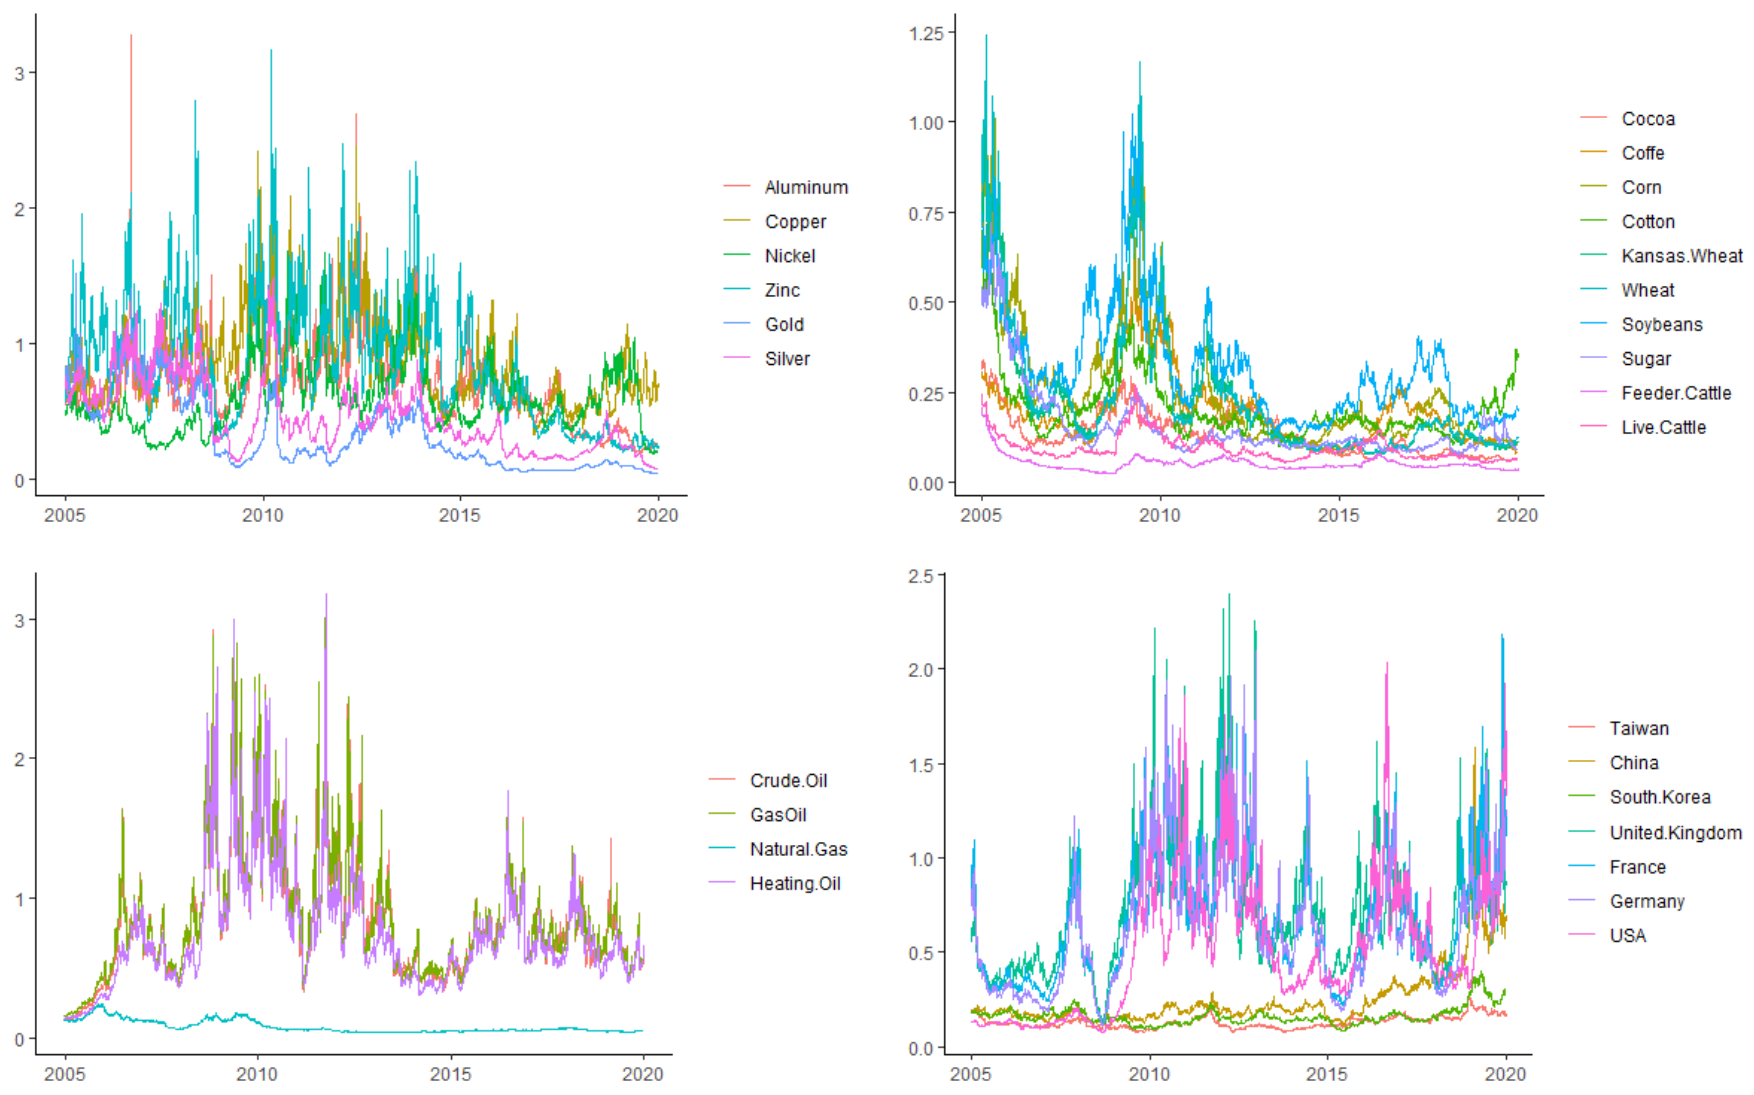 3
2
1
0
2005 2010 2015 2020
Aluminum
Copper
Nickel
Zinc
Gold
Silver
1.25
1.00
0.75
0.50
0.25
0.00
2005 2010 2015 2020
Cocoa
Coffe
Corn
Cotton
Kansas.Wheat
Wheat
Soybeans
Sugar
Feeder.Cattle
Live.Cattle
3
2
1
0
2005 2010 2015 2020
Crude.Oil
GasOil
Natural.Gas
Heating.Oil
2.5
2.0
1.5
1.0
0.5
0.0
2005 2010 2015 2020
Taiwan
China
South.Korea
United.Kingdom
France
Germany
USA